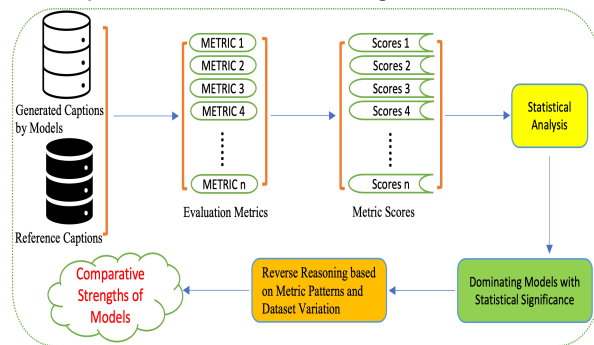 Generated Captions
by Models
Reference Captions
METRIC 1
METRIC 2
METRIC 3
METRIC 4
METRIC n
Evaluation Metrics
Scores 1
Scores 2
Scores 3
Scores 4
Scores n
Metric Scores
Statistical
Analysis
Dominating Models with
Statistical Significance
Reverse Reasoning based
on Metric Patterns and
Dataset Variation
Comparative
Strengths of
Models